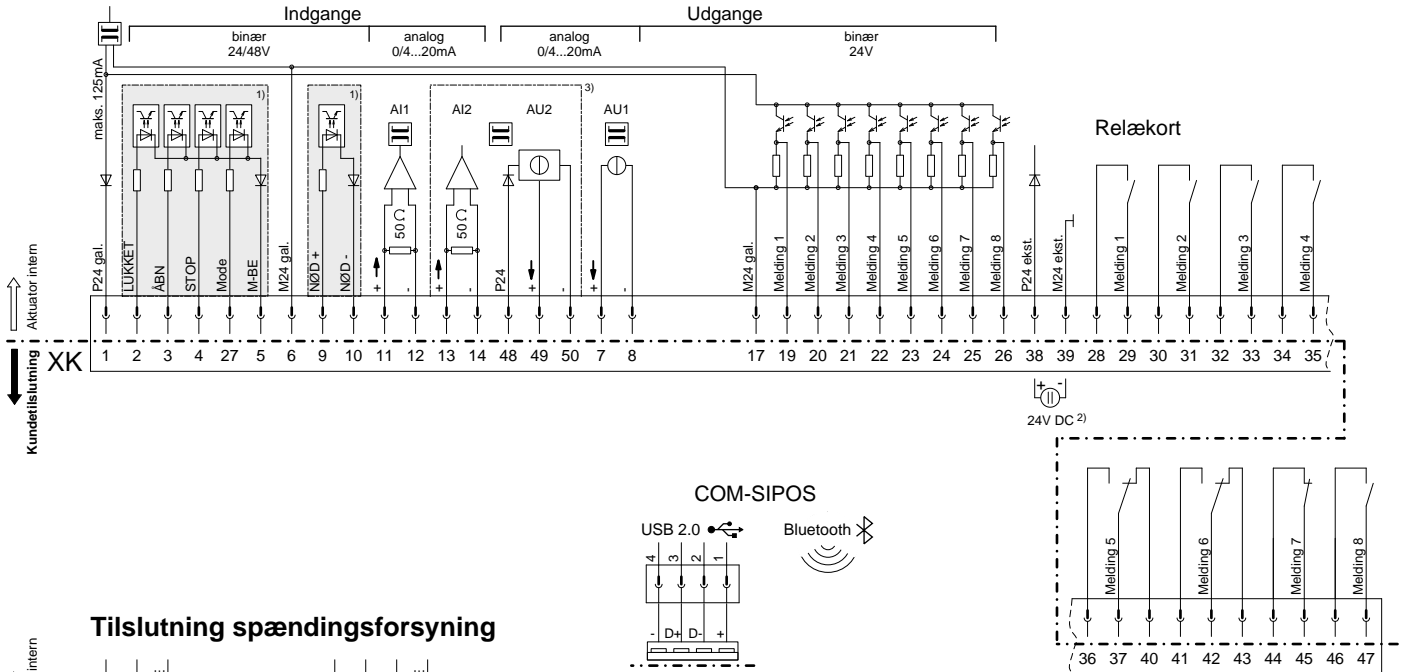 Indgange
Udgange
binær
24/48V
analog
0/4...20mA
analog
0/4...20mA
binær
24V
maks. 125mA
1)
1)
3)
AI1
AI2
AU2
AU1
Relækort
50 Ω
50 Ω
P24 gal.
LUKKET
ÅBN
STOP
Mode
M-BE
M24 gal.
NØD +
NØD -
+
-
+
-
P24
+
-
+
-
M24 gal.
Melding 1
Melding 2
Melding 3
Melding 4
Melding 5
Melding 6
Melding 7
Melding 8
P24 ekst.
M24 ekst.
Melding 1
Melding 2
Melding 3
Melding 4
Aktuator intern
Kundetilslutning
XK
1 2 3 4 27 5 6 9 10 11 12 13 14 48 49 50 7 8 17 19 20 21 22 23 24 25 26 38 39 28 29 30 31 32 33 34 35
+ -
24V DC 2)
COM-SIPOS
USB 2.0
Bluetooth
4 3 2 1
- D+ D- +
Melding 5
Melding 6
Melding 7
Melding 8
36 37 40 41 42 43 44 45 46 47
Tilslutning spændingsforsyning
intern